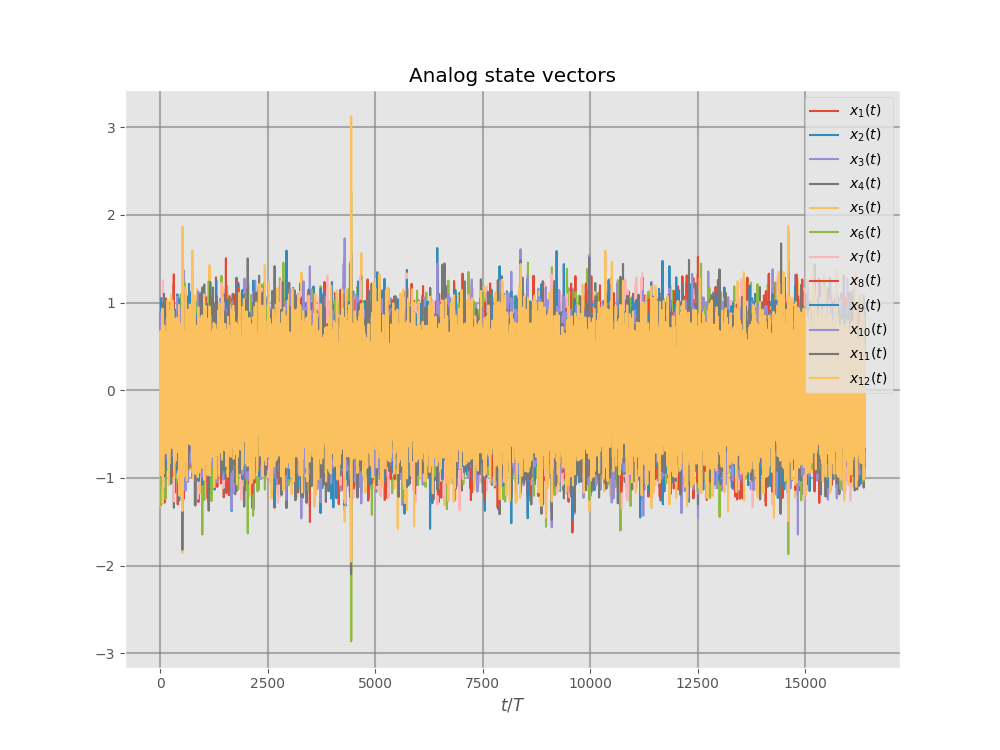 Analog state vectors
3
2
1
0
−1
−2
−3
0 2500 5000 7500 10000 12500 15000
t/T
x₁(t)
x₂(t)
x₃(t)
x₄(t)
x₅(t)
x₆(t)
x₇(t)
x₈(t)
x₉(t)
x₁₀(t)
x₁₁(t)
x₁₂(t)